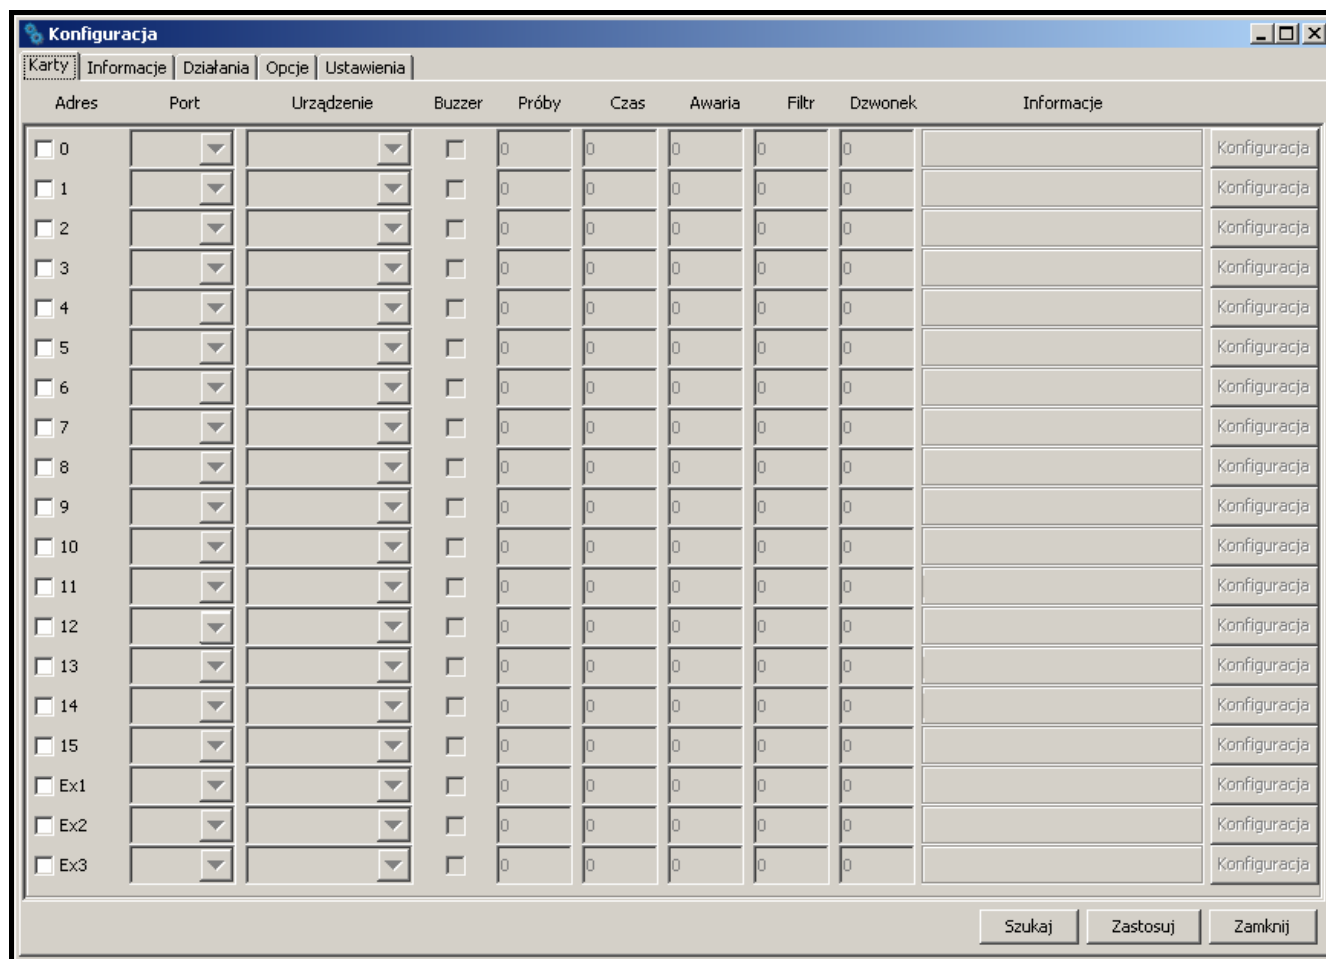 Konfiguracja
Karty Informacje Działania Opcje Ustawienia
Adres Port Urządzenie Buzzer Próby Czas Awaria Filtr Dzwonek Informacje
0 0 0 0 0 0 Konfiguracja
1 0 0 0 0 0 Konfiguracja
2 0 0 0 0 0 Konfiguracja
3 0 0 0 0 0 Konfiguracja
4 0 0 0 0 0 Konfiguracja
5 0 0 0 0 0 Konfiguracja
6 0 0 0 0 0 Konfiguracja
7 0 0 0 0 0 Konfiguracja
8 0 0 0 0 0 Konfiguracja
9 0 0 0 0 0 Konfiguracja
10 0 0 0 0 0 Konfiguracja
11 0 0 0 0 0 Konfiguracja
12 0 0 0 0 0 Konfiguracja
13 0 0 0 0 0 Konfiguracja
14 0 0 0 0 0 Konfiguracja
15 0 0 0 0 0 Konfiguracja
Ex1 0 0 0 0 0 Konfiguracja
Ex2 0 0 0 0 0 Konfiguracja
Ex3 0 0 0 0 0 Konfiguracja
Szukaj Zastosuj Zamknij